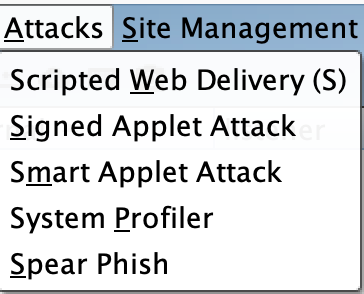 Attacks Site Management
Scripted Web Delivery (S)
Signed Applet Attack
Smart Applet Attack
System Profiler
Spear Phish